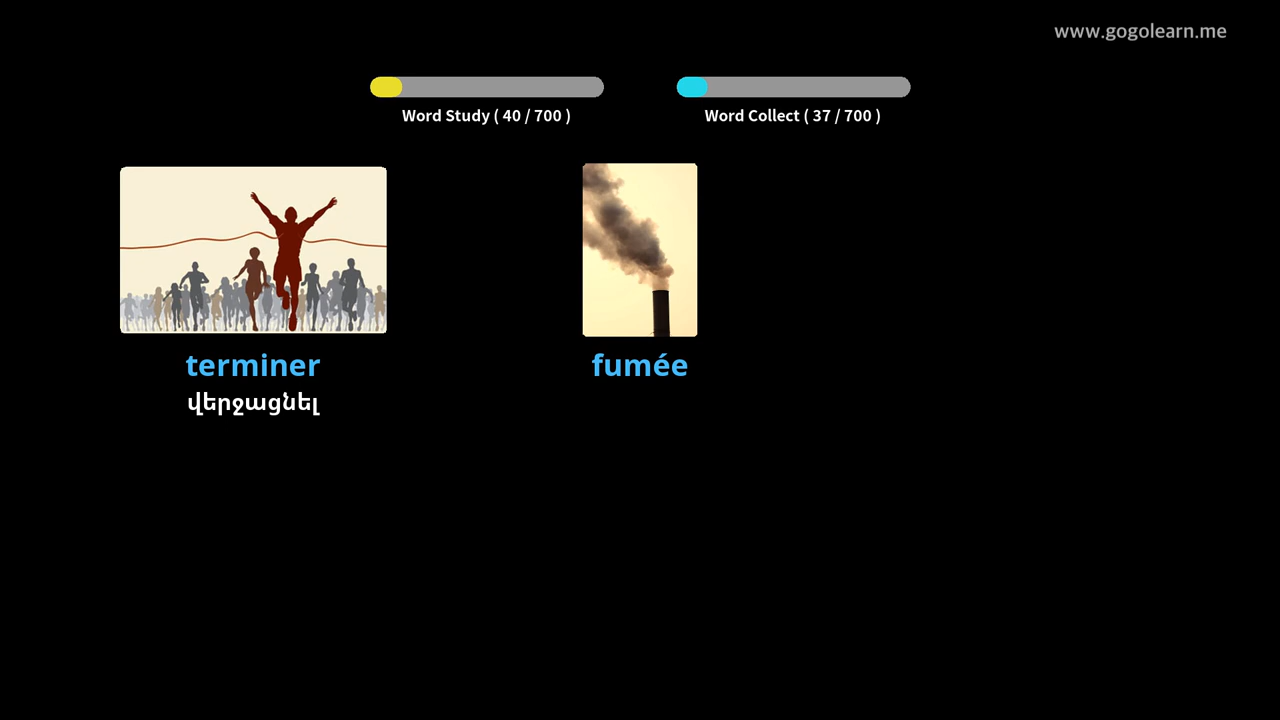 www.gogolearn.me
Word Study ( 40 / 700 )
Word Collect ( 37 / 700 )
terminer
վերջացնել
fumée